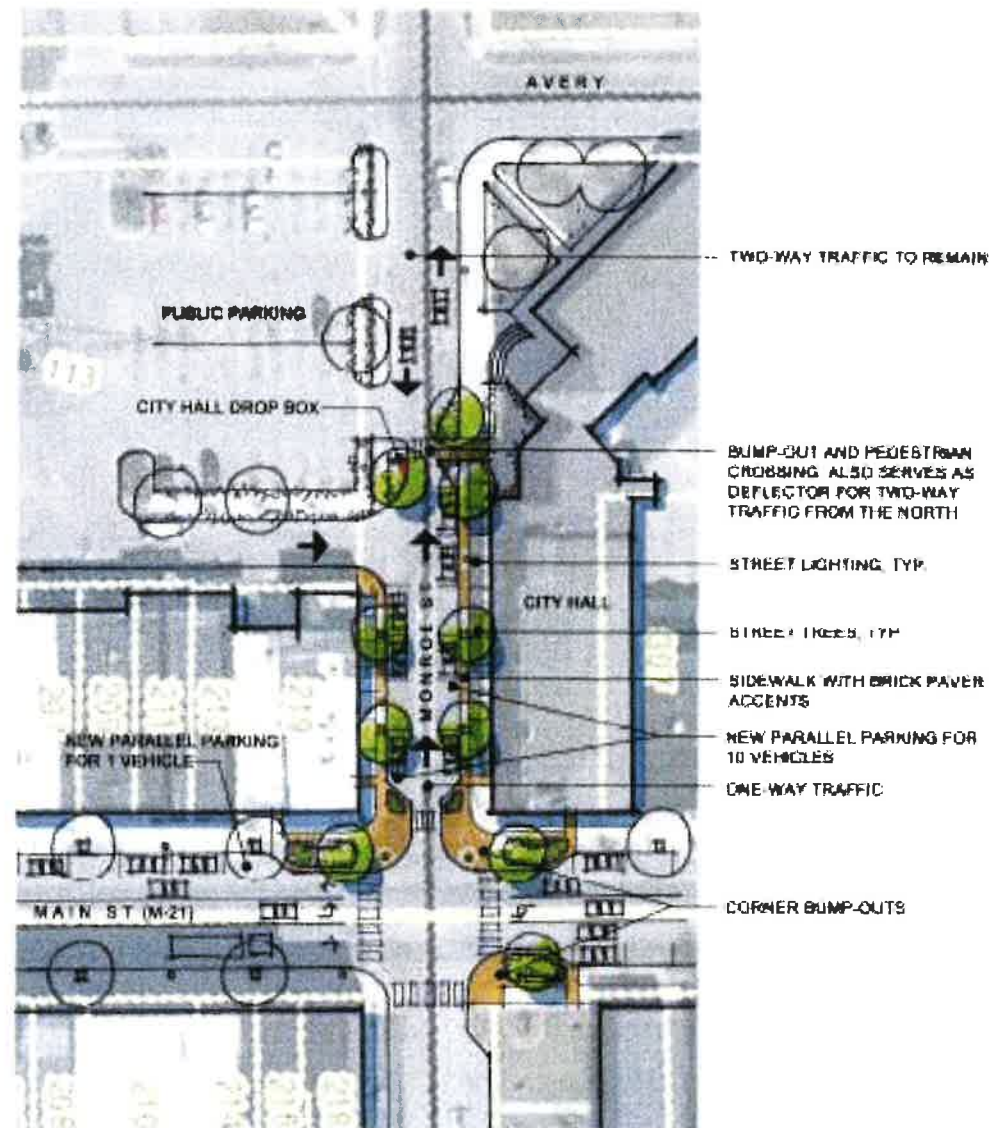 AVERY
TWO-WAY TRAFFIC TO REMAIN
PUBLIC PARKING
113
CITY HALL DROP BOX
BUMP-OUT AND PEDESTRIAN
CROSSING. ALSO SERVES AS
DEFLECTOR FOR TWO-WAY
TRAFFIC FROM THE NORTH
STREET LIGHTING, TYP.
CITY HALL
MONROE ST
STREET TREES, TYP
SIDEWALK WITH BRICK PAVER
ACCENTS
NEW PARALLEL PARKING
FOR 1 VEHICLE
NEW PARALLEL PARKING FOR
10 VEHICLES
ONE-WAY TRAFFIC
MAIN ST (M-21)
CORNER BUMP-OUTS